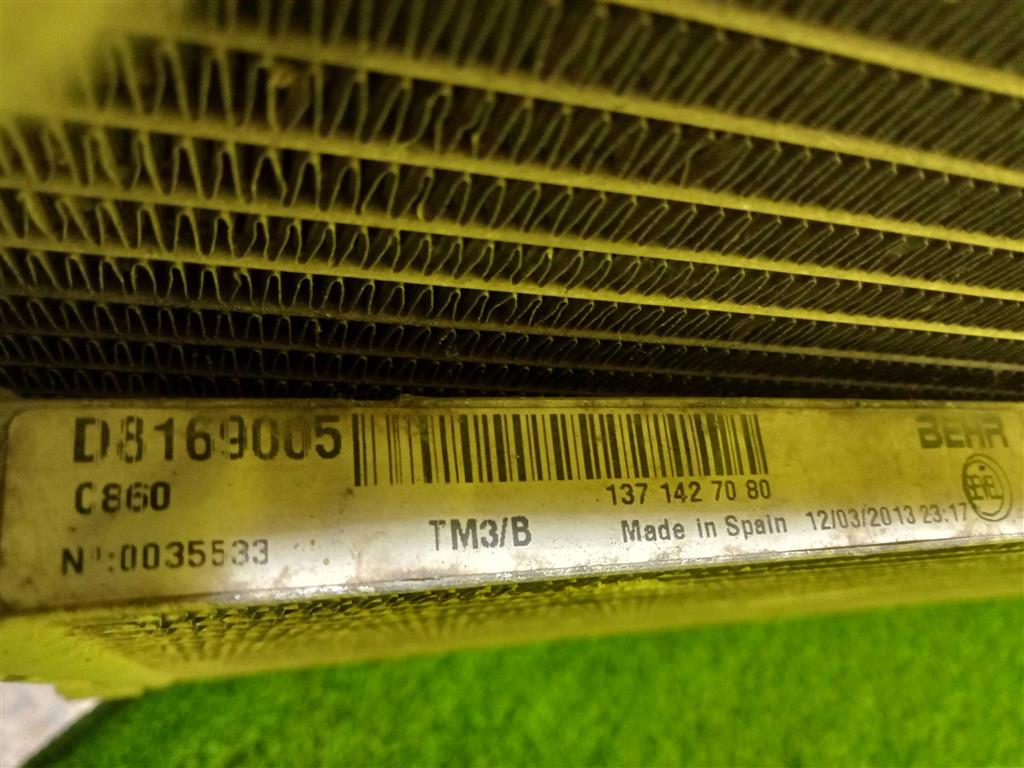 D8169005
BEHR
C860
137 142 70 80
TM3/B
Made in Spain 12/03/2013 23:17
N°:0035533